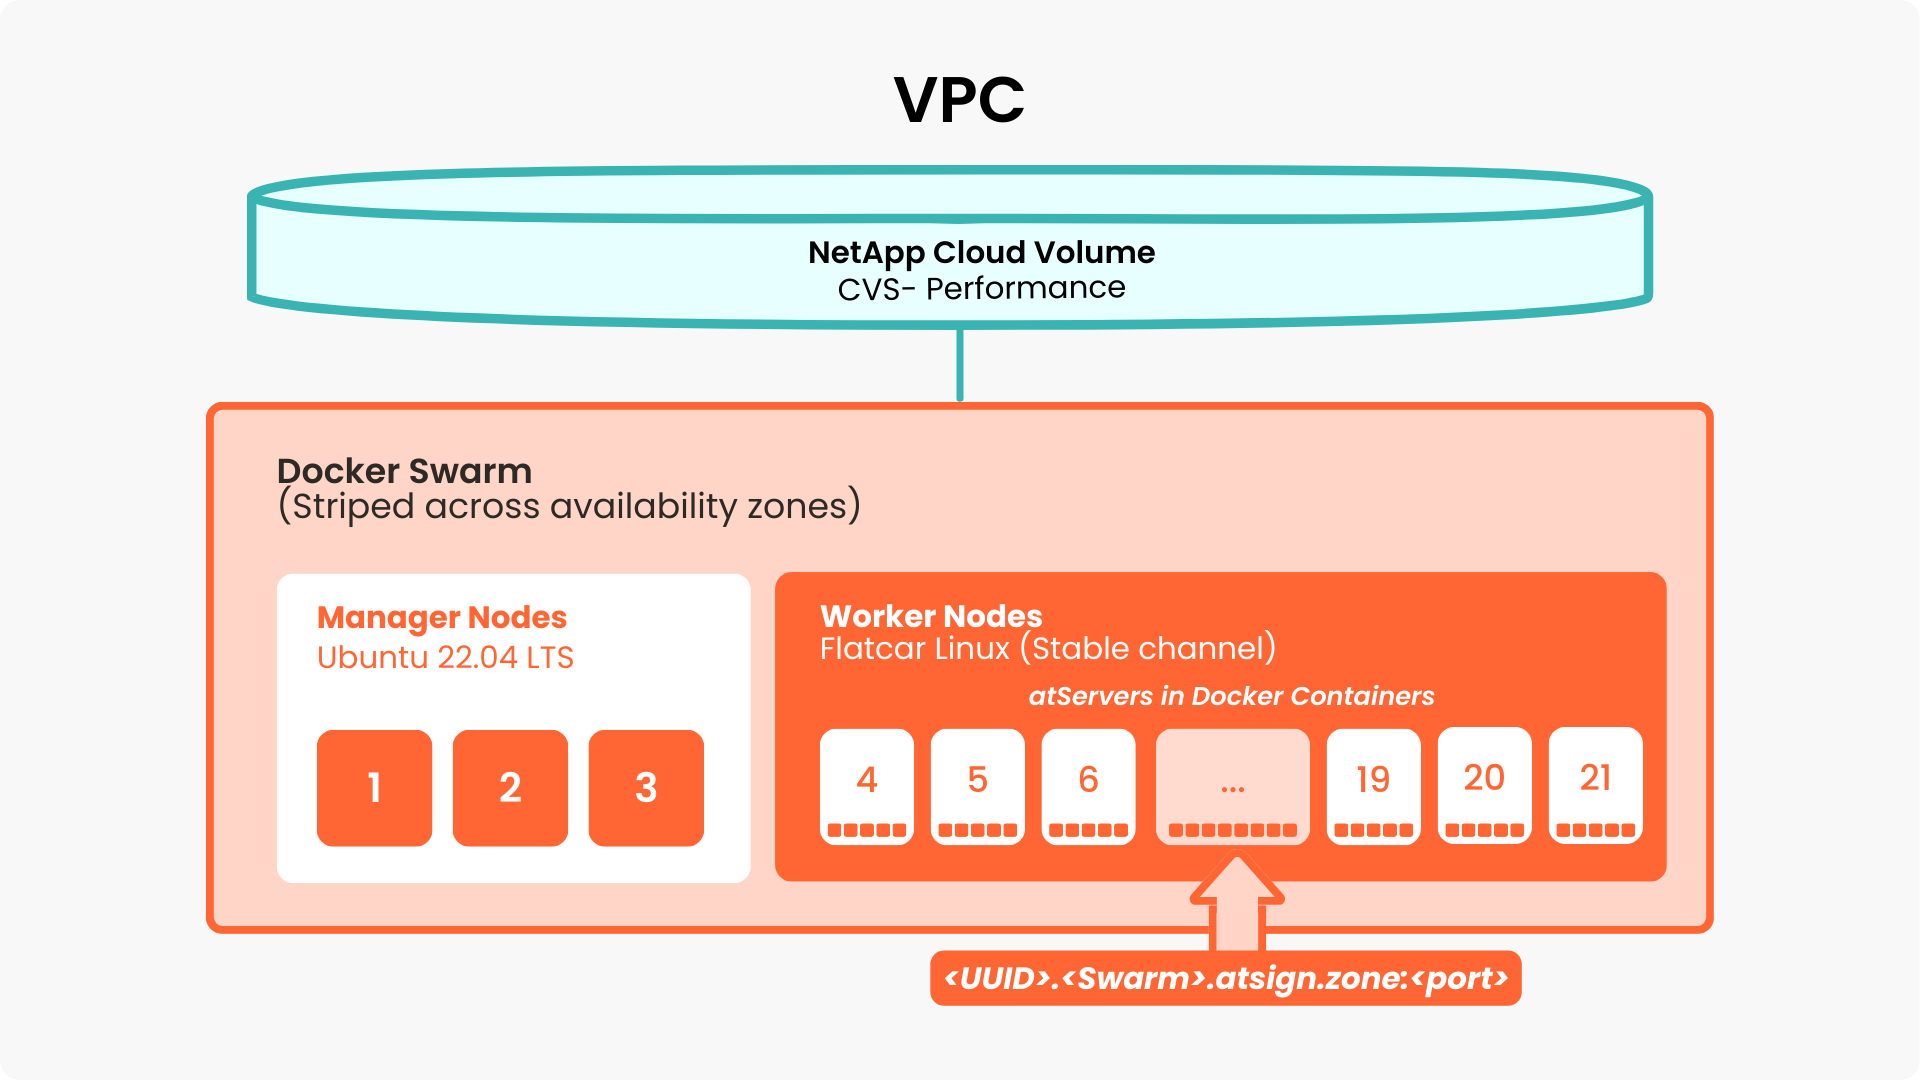 VPC
NetApp Cloud Volume
CVS- Performance
Docker Swarm
(Striped across availability zones)
Manager Nodes
Ubuntu 22.04 LTS
1 2 3
Worker Nodes
Flatcar Linux (Stable channel)
atServers in Docker Containers
4 5 6 ... 19 20 21
<UUID>.<Swarm>.atsign.zone:<port>